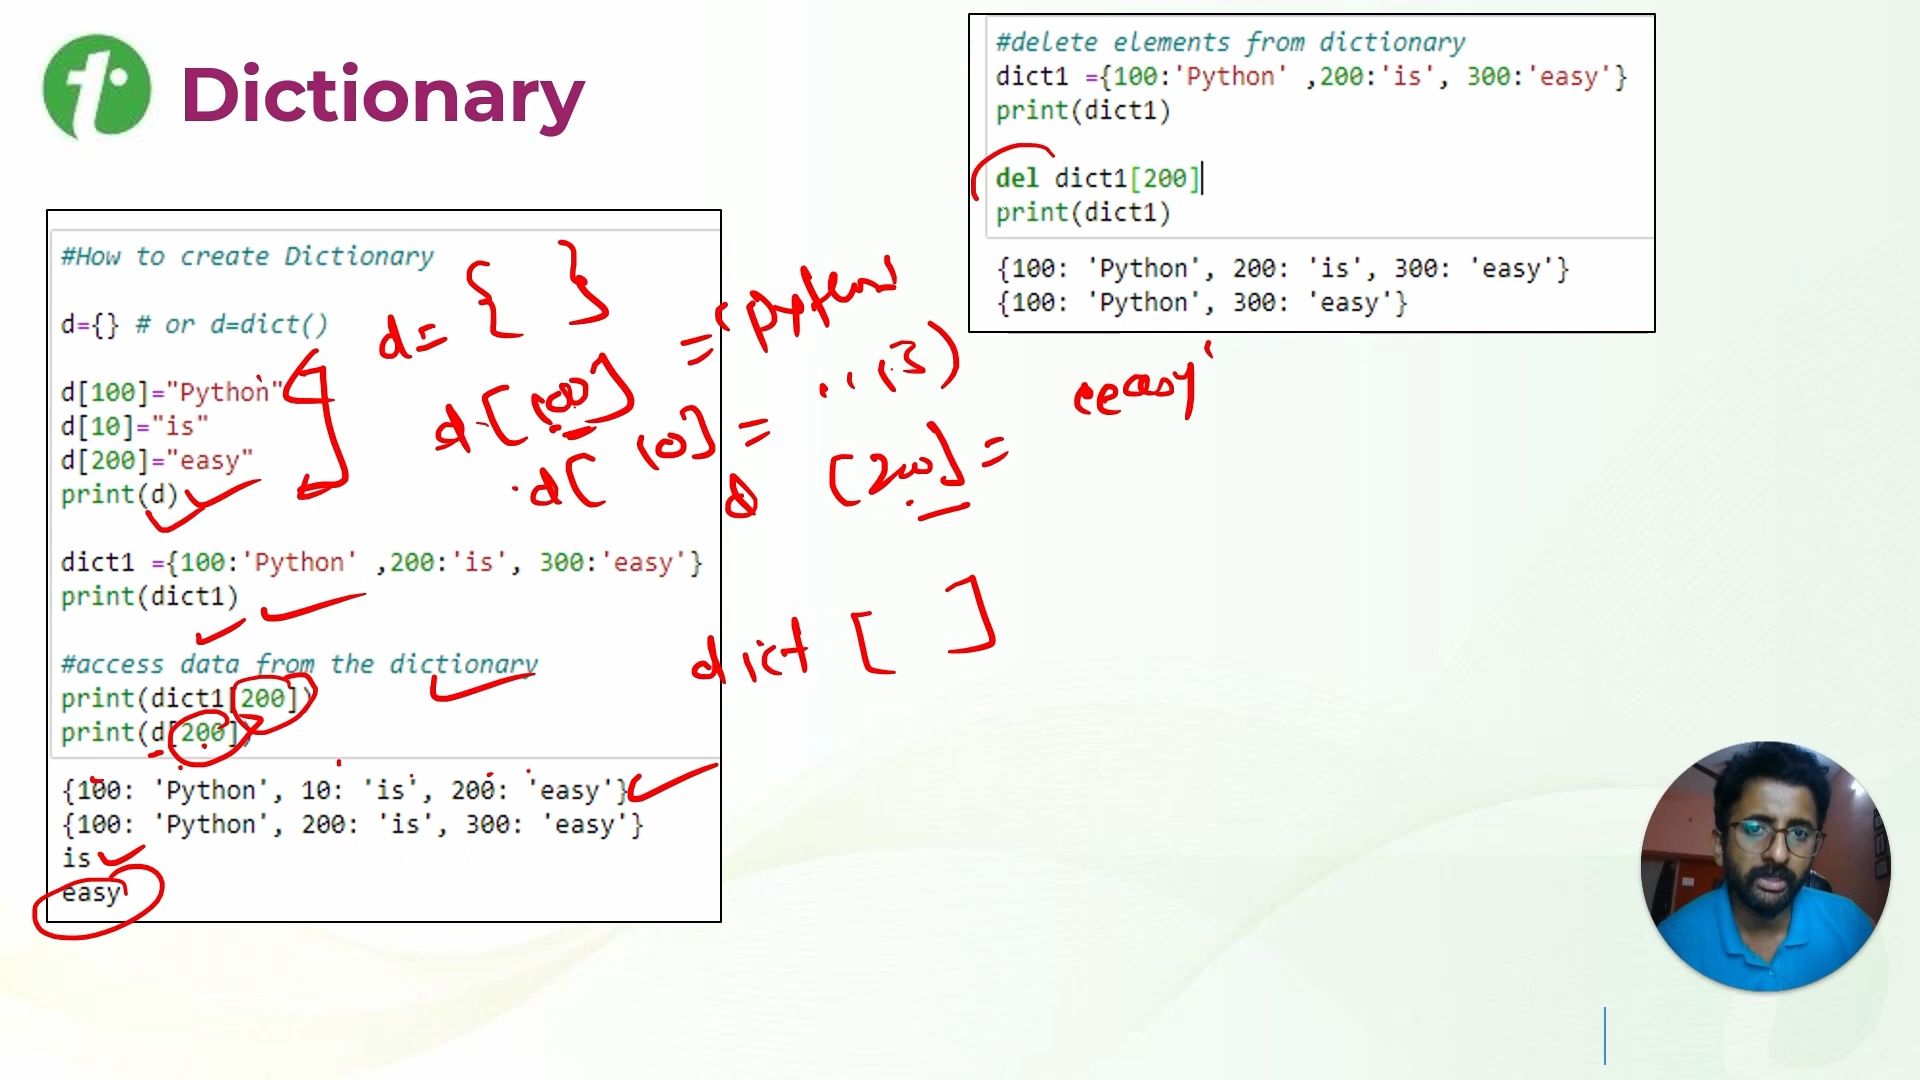 Dictionary
#How to create Dictionary
d={} # or d=dict()
d[100]="Python"
d[10]="is"
d[200]="easy"
print(d)
dict1 ={100:'Python' ,200:'is', 300:'easy'}
print(dict1)
#access data from the dictionary
print(dict1[200])
print(d[200])
{100: 'Python', 10: 'is', 200: 'easy'}
{100: 'Python', 200: 'is', 300: 'easy'}
is
easy
d= { }
d[100] =
d[ 10] =
d [200] =
dict [ ]
#delete elements from dictionary
dict1 ={100:'Python' ,200:'is', 300:'easy'}
print(dict1)
del dict1[200]
print(dict1)
{100: 'Python', 200: 'is', 300: 'easy'}
{100: 'Python', 300: 'easy'}